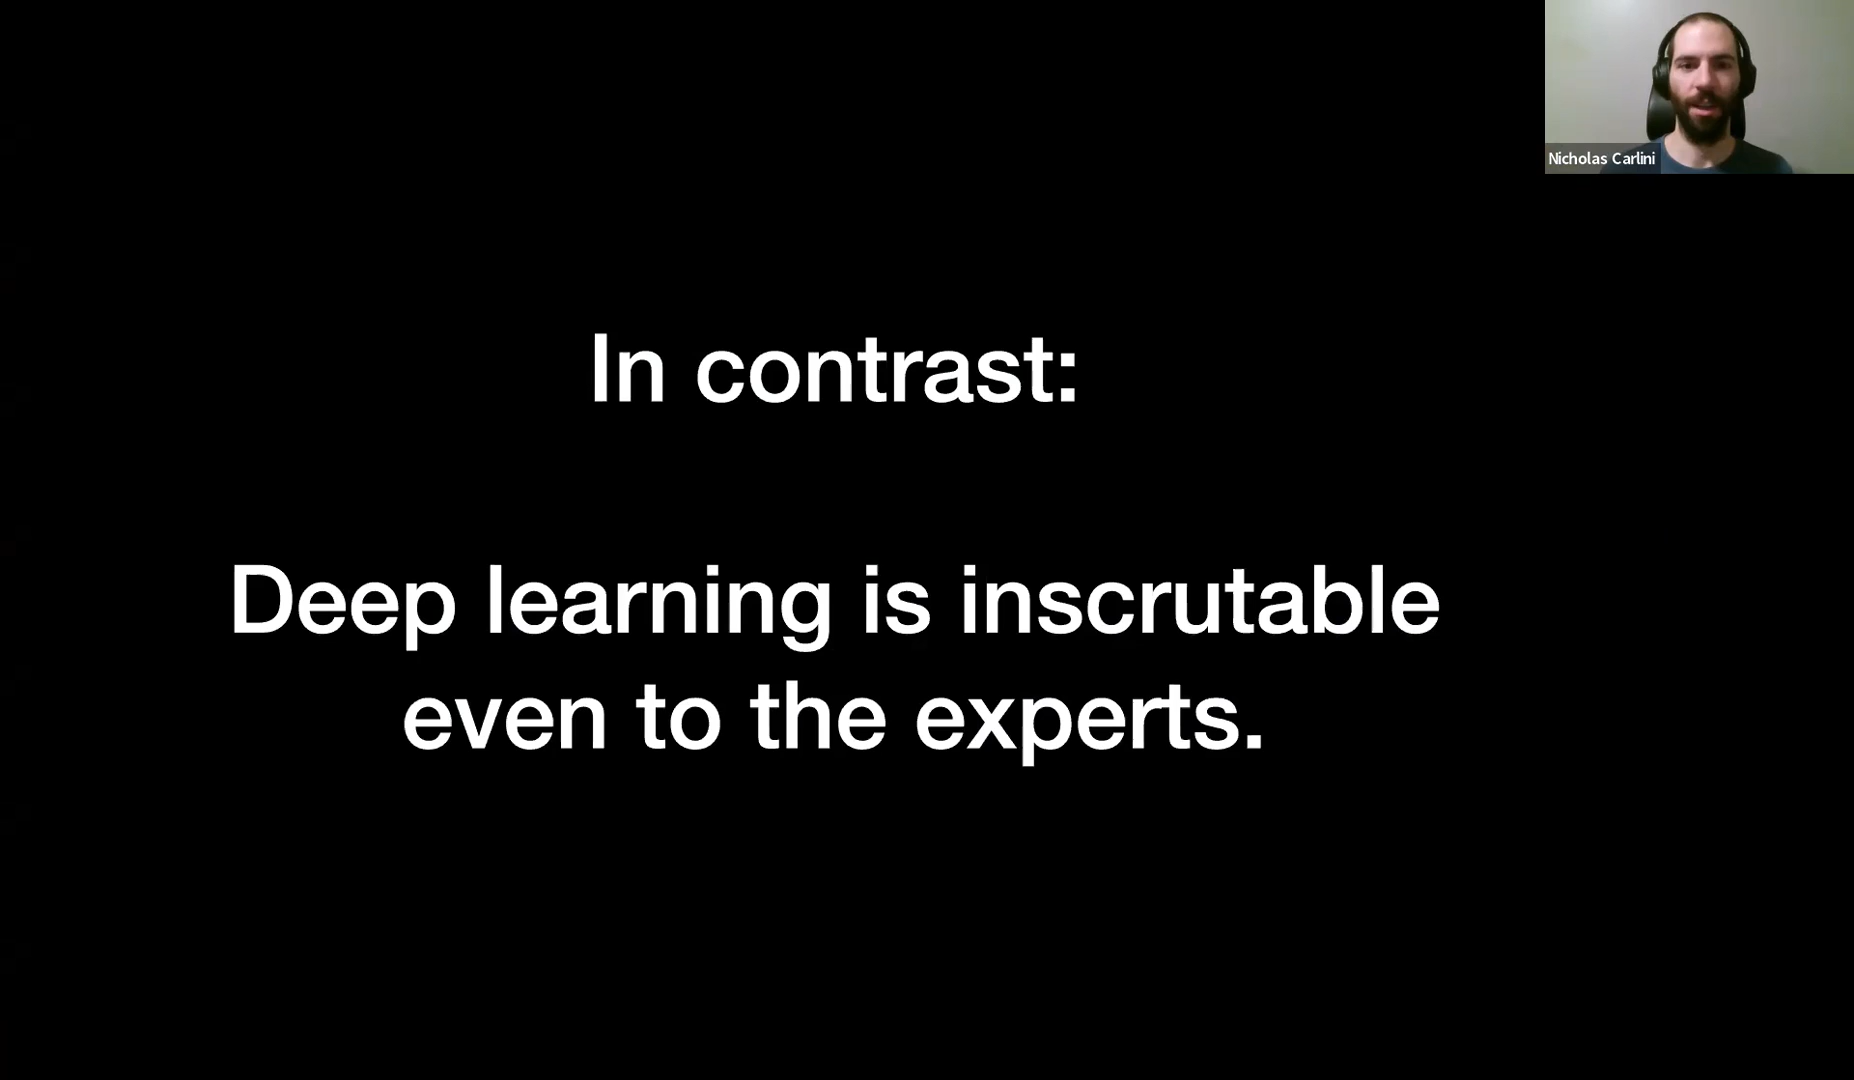 Nicholas Carlini
In contrast:
Deep learning is inscrutable
even to the experts.